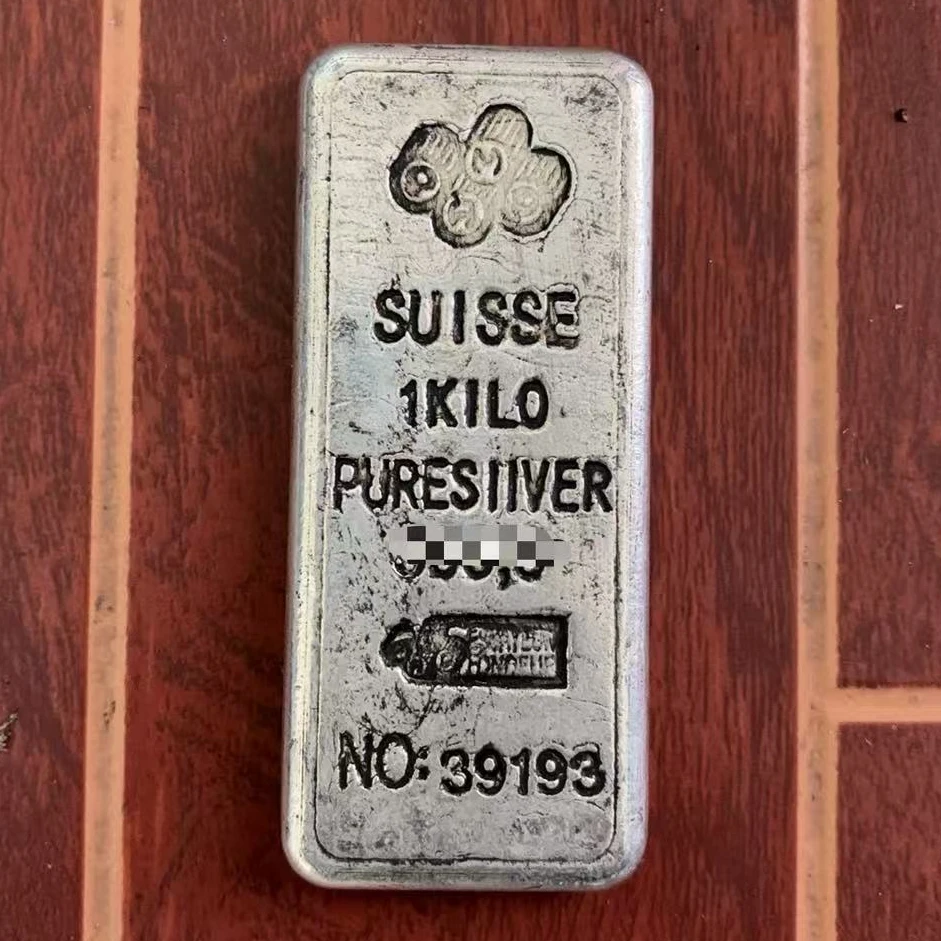 SUISSE
1KILO
PURESIIVER
NO: 39193